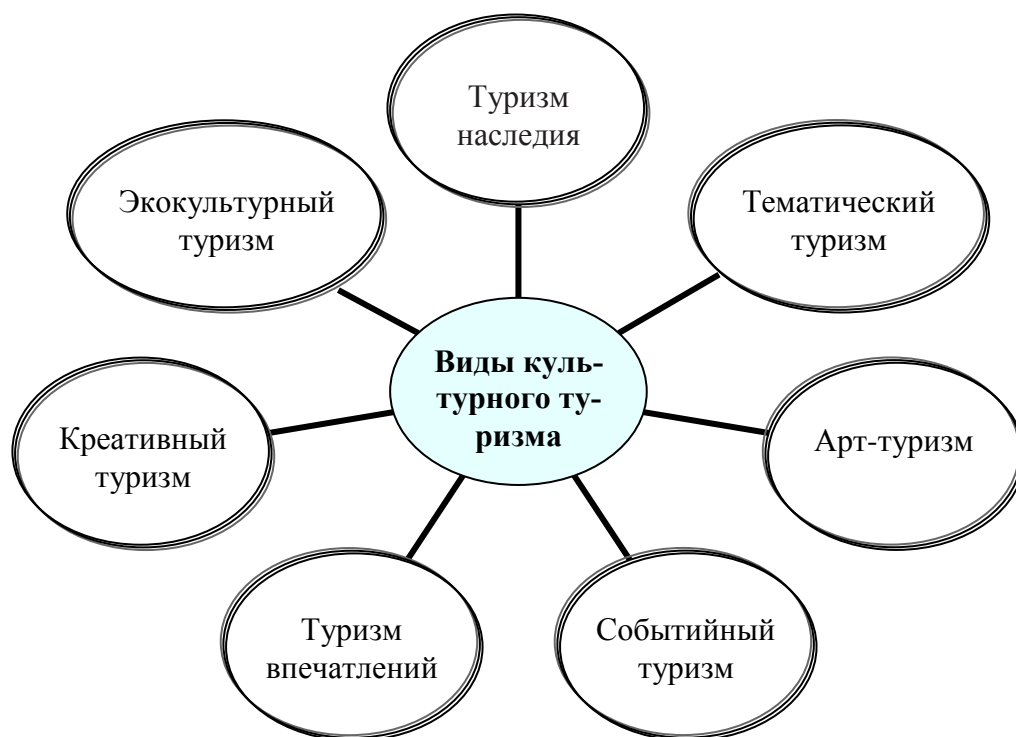 Туризм
наследия
Экокультурный
туризм
Тематический
туризм
Виды куль-
турного ту-
ризма
Креативный
туризм
Арт-туризм
Туризм
впечатлений
Событийный
туризм